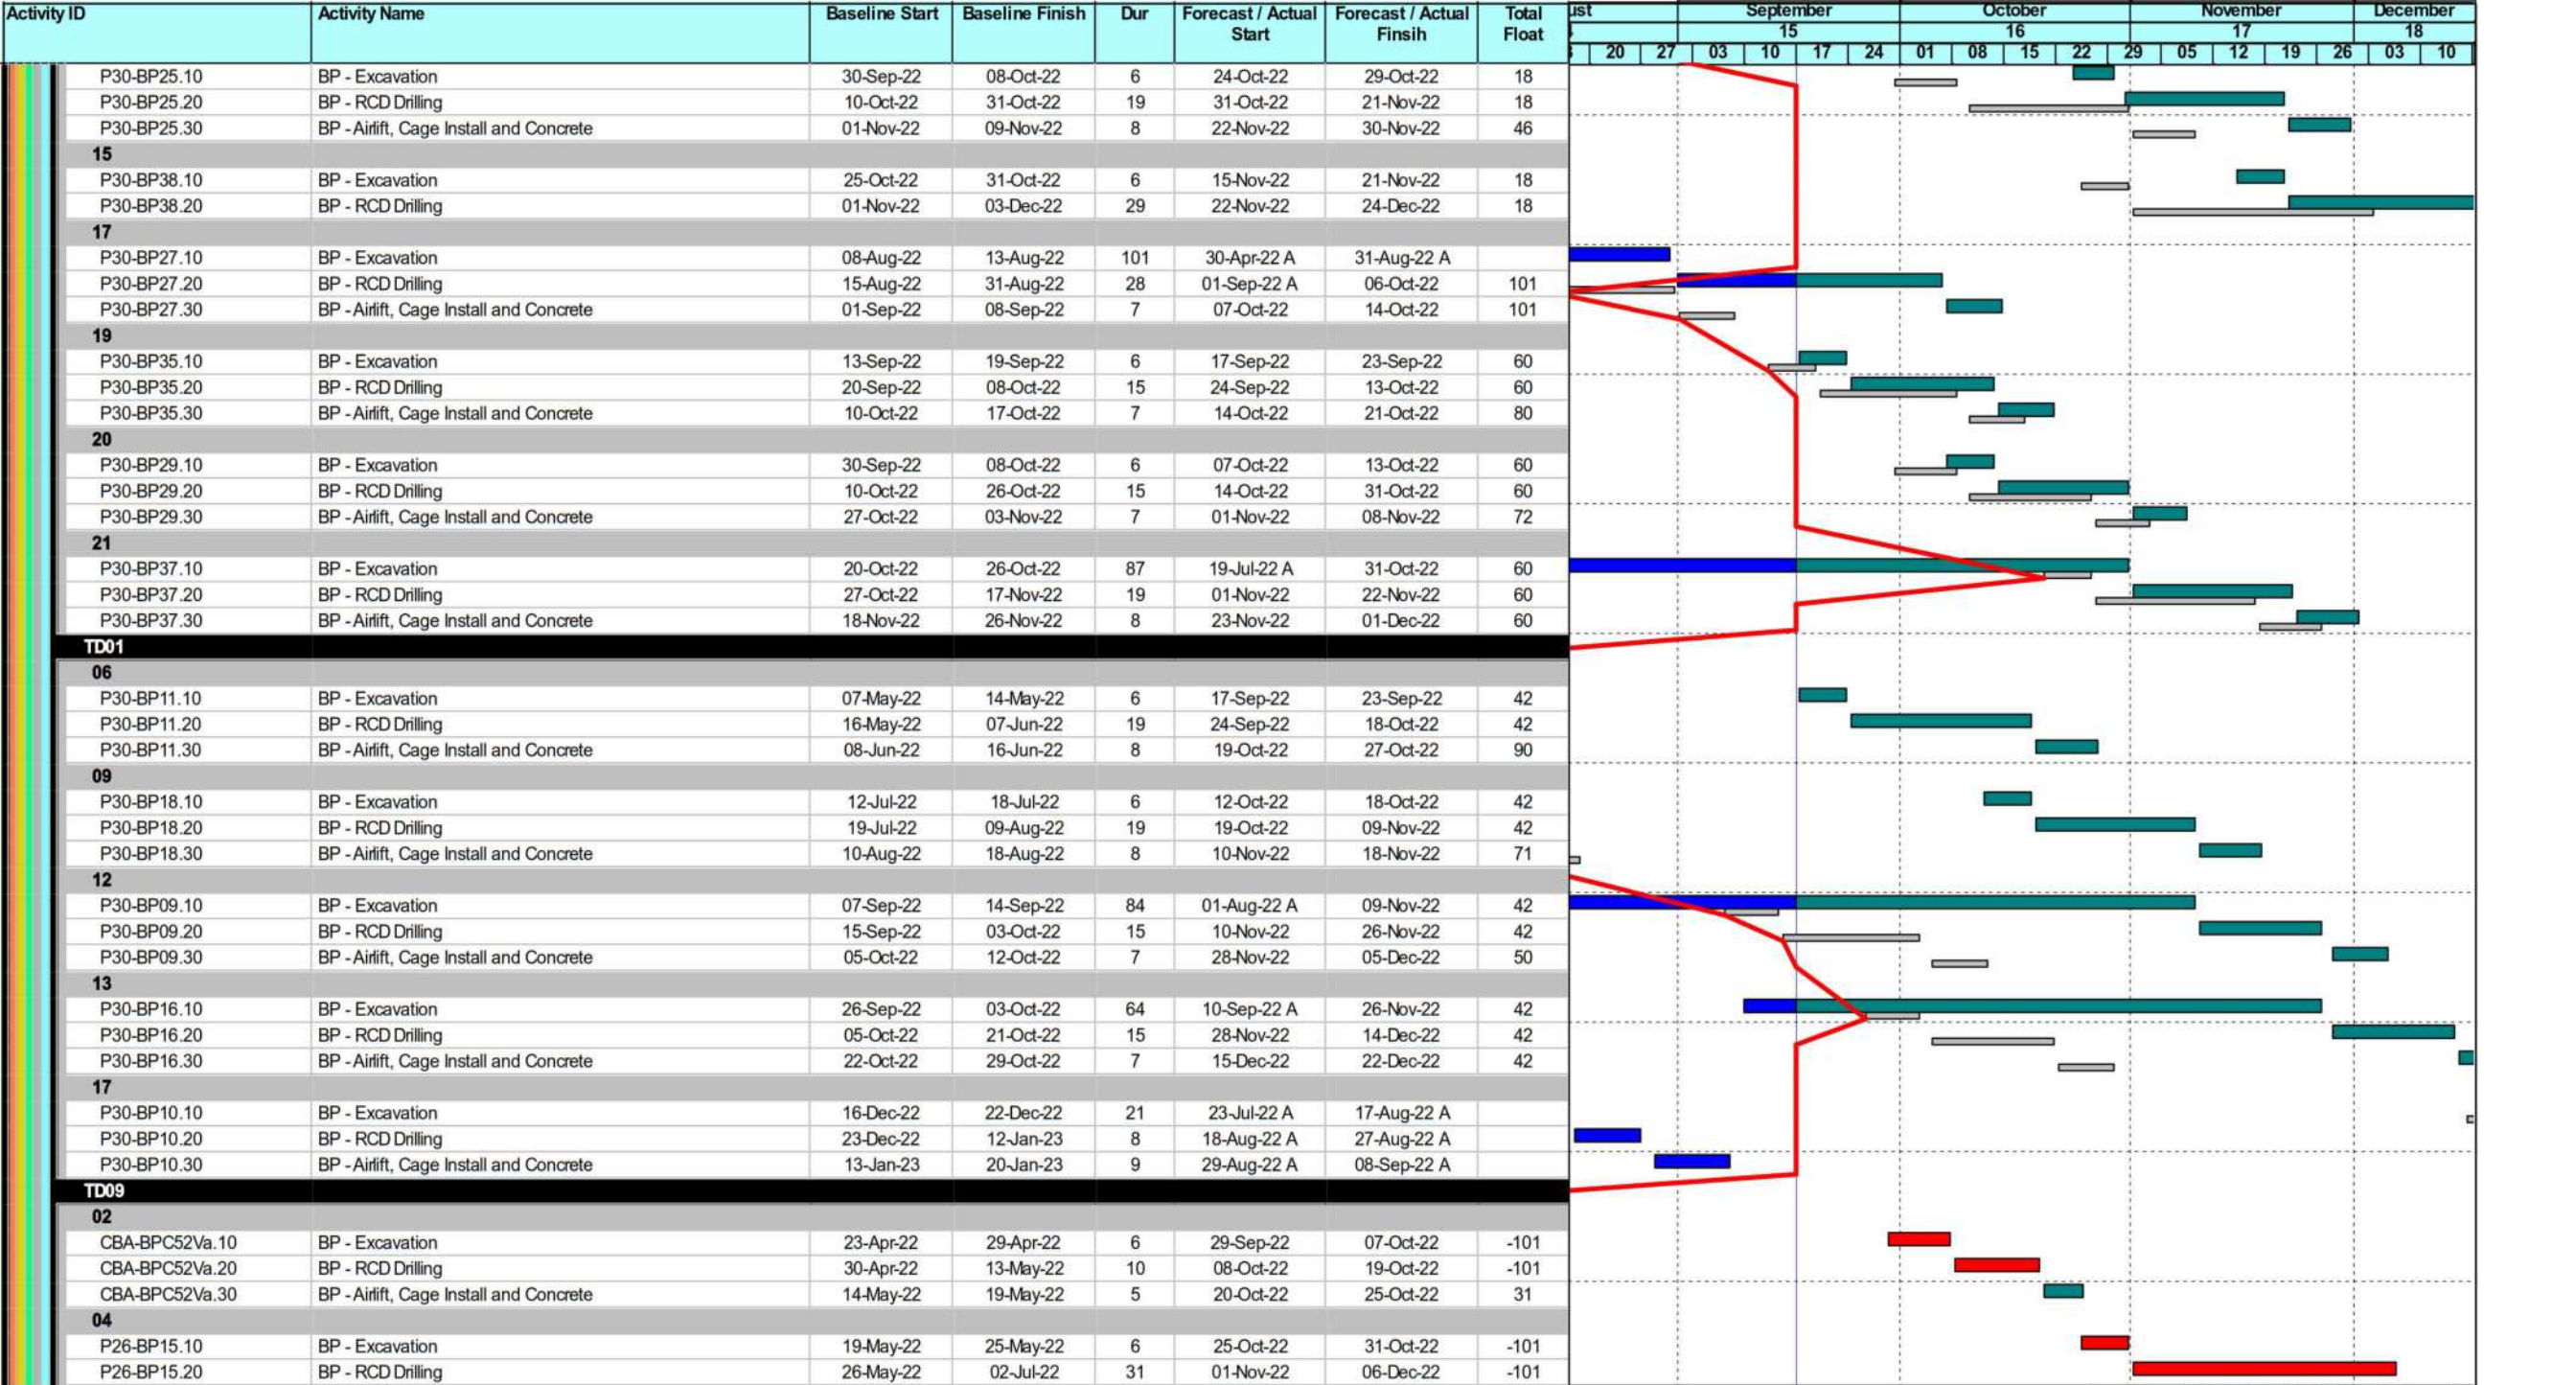 Activity ID Activity Name Baseline Start Baseline Finish Dur Forecast / Actual Start Forecast / Actual Finsih Total Float
ust September October November December
15 16 17 18
20 27 03 10 17 24 01 08 15 22 29 05 12 19 26 03 10
P30-BP25.10 BP - Excavation 30-Sep-22 08-Oct-22 6 24-Oct-22 29-Oct-22 18
P30-BP25.20 BP - RCD Drilling 10-Oct-22 31-Oct-22 19 31-Oct-22 21-Nov-22 18
P30-BP25.30 BP - Airlift, Cage Install and Concrete 01-Nov-22 09-Nov-22 8 22-Nov-22 30-Nov-22 46
15
P30-BP38.10 BP - Excavation 25-Oct-22 31-Oct-22 6 15-Nov-22 21-Nov-22 18
P30-BP38.20 BP - RCD Drilling 01-Nov-22 03-Dec-22 29 22-Nov-22 24-Dec-22 18
17
P30-BP27.10 BP - Excavation 08-Aug-22 13-Aug-22 101 30-Apr-22 A 31-Aug-22 A
P30-BP27.20 BP - RCD Drilling 15-Aug-22 31-Aug-22 28 01-Sep-22 A 06-Oct-22 101
P30-BP27.30 BP - Airlift, Cage Install and Concrete 01-Sep-22 08-Sep-22 7 07-Oct-22 14-Oct-22 101
19
P30-BP35.10 BP - Excavation 13-Sep-22 19-Sep-22 6 17-Sep-22 23-Sep-22 60
P30-BP35.20 BP - RCD Drilling 20-Sep-22 08-Oct-22 15 24-Sep-22 13-Oct-22 60
P30-BP35.30 BP - Airlift, Cage Install and Concrete 10-Oct-22 17-Oct-22 7 14-Oct-22 21-Oct-22 80
20
P30-BP29.10 BP - Excavation 30-Sep-22 08-Oct-22 6 07-Oct-22 13-Oct-22 60
P30-BP29.20 BP - RCD Drilling 10-Oct-22 26-Oct-22 15 14-Oct-22 31-Oct-22 60
P30-BP29.30 BP - Airlift, Cage Install and Concrete 27-Oct-22 03-Nov-22 7 01-Nov-22 08-Nov-22 72
21
P30-BP37.10 BP - Excavation 20-Oct-22 26-Oct-22 87 19-Jul-22 A 31-Oct-22 60
P30-BP37.20 BP - RCD Drilling 27-Oct-22 17-Nov-22 19 01-Nov-22 22-Nov-22 60
P30-BP37.30 BP - Airlift, Cage Install and Concrete 18-Nov-22 26-Nov-22 8 23-Nov-22 01-Dec-22 60
TD01
06
P30-BP11.10 BP - Excavation 07-May-22 14-May-22 6 17-Sep-22 23-Sep-22 42
P30-BP11.20 BP - RCD Drilling 16-May-22 07-Jun-22 19 24-Sep-22 18-Oct-22 42
P30-BP11.30 BP - Airlift, Cage Install and Concrete 08-Jun-22 16-Jun-22 8 19-Oct-22 27-Oct-22 90
09
P30-BP18.10 BP - Excavation 12-Jul-22 18-Jul-22 6 12-Oct-22 18-Oct-22 42
P30-BP18.20 BP - RCD Drilling 19-Jul-22 09-Aug-22 19 19-Oct-22 09-Nov-22 42
P30-BP18.30 BP - Airlift, Cage Install and Concrete 10-Aug-22 18-Aug-22 8 10-Nov-22 18-Nov-22 71
12
P30-BP09.10 BP - Excavation 07-Sep-22 14-Sep-22 84 01-Aug-22 A 09-Nov-22 42
P30-BP09.20 BP - RCD Drilling 15-Sep-22 03-Oct-22 15 10-Nov-22 26-Nov-22 42
P30-BP09.30 BP - Airlift, Cage Install and Concrete 05-Oct-22 12-Oct-22 7 28-Nov-22 05-Dec-22 50
13
P30-BP16.10 BP - Excavation 26-Sep-22 03-Oct-22 64 10-Sep-22 A 26-Nov-22 42
P30-BP16.20 BP - RCD Drilling 05-Oct-22 21-Oct-22 15 28-Nov-22 14-Dec-22 42
P30-BP16.30 BP - Airlift, Cage Install and Concrete 22-Oct-22 29-Oct-22 7 15-Dec-22 22-Dec-22 42
17
P30-BP10.10 BP - Excavation 16-Dec-22 22-Dec-22 21 23-Jul-22 A 17-Aug-22 A
P30-BP10.20 BP - RCD Drilling 23-Dec-22 12-Jan-23 8 18-Aug-22 A 27-Aug-22 A
P30-BP10.30 BP - Airlift, Cage Install and Concrete 13-Jan-23 20-Jan-23 9 29-Aug-22 A 08-Sep-22 A
TD09
02
CBA-BPC52Va.10 BP - Excavation 23-Apr-22 29-Apr-22 6 29-Sep-22 07-Oct-22 -101
CBA-BPC52Va.20 BP - RCD Drilling 30-Apr-22 13-May-22 10 08-Oct-22 19-Oct-22 -101
CBA-BPC52Va.30 BP - Airlift, Cage Install and Concrete 14-May-22 19-May-22 5 20-Oct-22 25-Oct-22 31
04
P26-BP15.10 BP - Excavation 19-May-22 25-May-22 6 25-Oct-22 31-Oct-22 -101
P26-BP15.20 BP - RCD Drilling 26-May-22 02-Jul-22 31 01-Nov-22 06-Dec-22 -101